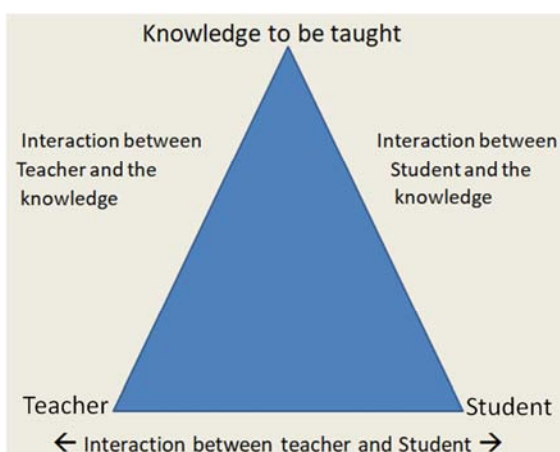 Knowledge to be taught
Interaction between
Teacher and the
knowledge
Interaction between
Student and the
knowledge
Teacher
Student
← Interaction between teacher and Student →